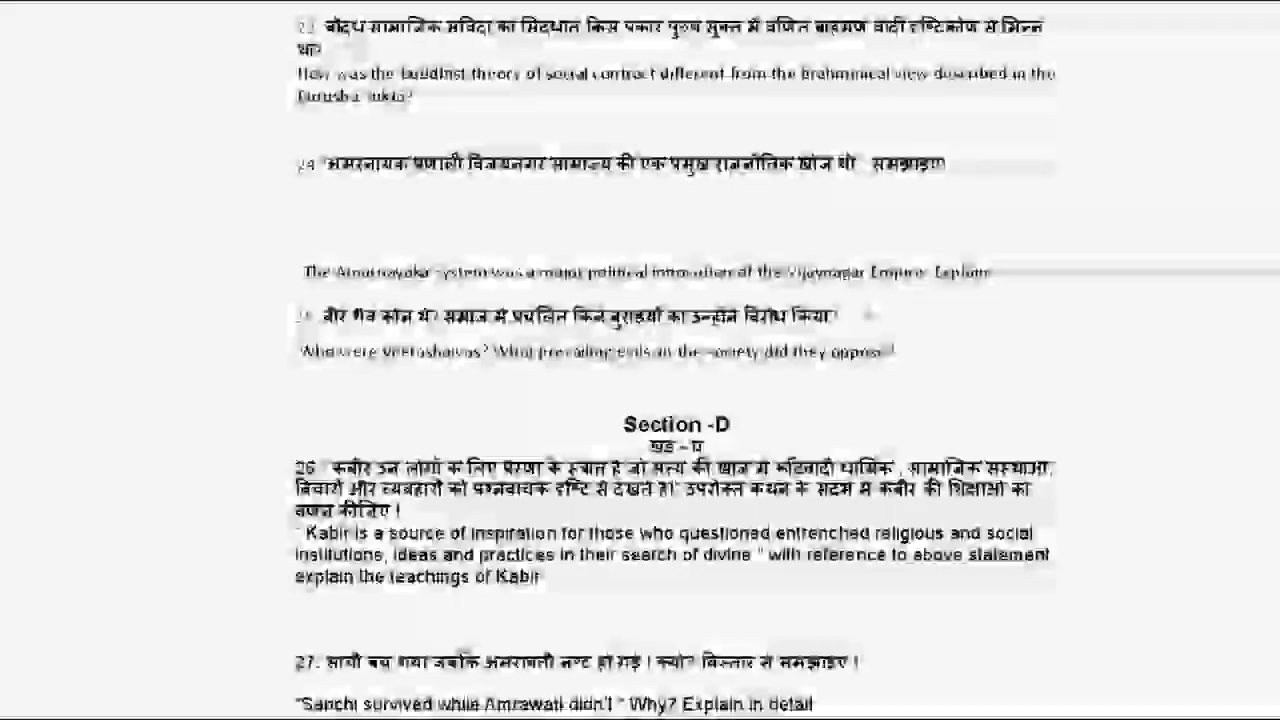 23. बौद्ध सामाजिक संविदा का सिद्धांत किस प्रकार पुरुष सूक्त में वर्णित ब्राह्मण वादी दृष्टिकोण से भिन्न
था?
How was the buddhist theory of social contract different from the brahminical view described in the
Purusha sukta?
24 "अमरनायक प्रणाली विजयनगर साम्राज्य की एक प्रमुख राजनीतिक खोज थी समझाइए
The Amarnayaka system was a major political innovation of the Vijaynagar Empire. Explain
वीर शैव कौन थे? समाज में प्रचलित किन बुराइयों का उन्होंने विरोध किया?
Who were Veerashaivas? What prevailing evils in the society did they oppose?
Section -D
खंड - घ
26 " कबीर उन लोगों के लिए प्रेरणा के स्त्रोत है जो सत्य की खोज में रूढिवादी धार्मिक , सामाजिक संस्थाओं,
विचारों और व्यवहारों को प्रश्नवाचक दृष्टि से देखते है।" उपरोक्त कथन के संदर्भ में कबीर की शिक्षाओं का
वर्णन कीजिए |
" Kabir is a source of inspiration for those who questioned entrenched religious and social
institutions, ideas and practices in their search of divine " with reference to above statement
explain the teachings of Kabir
27. सांची बच गया जबकि अमरावती नष्ट हो गई | क्यों? विस्तार से समझाइए |
"Sanchi survived while Amrawati didn't " Why? Explain in detail